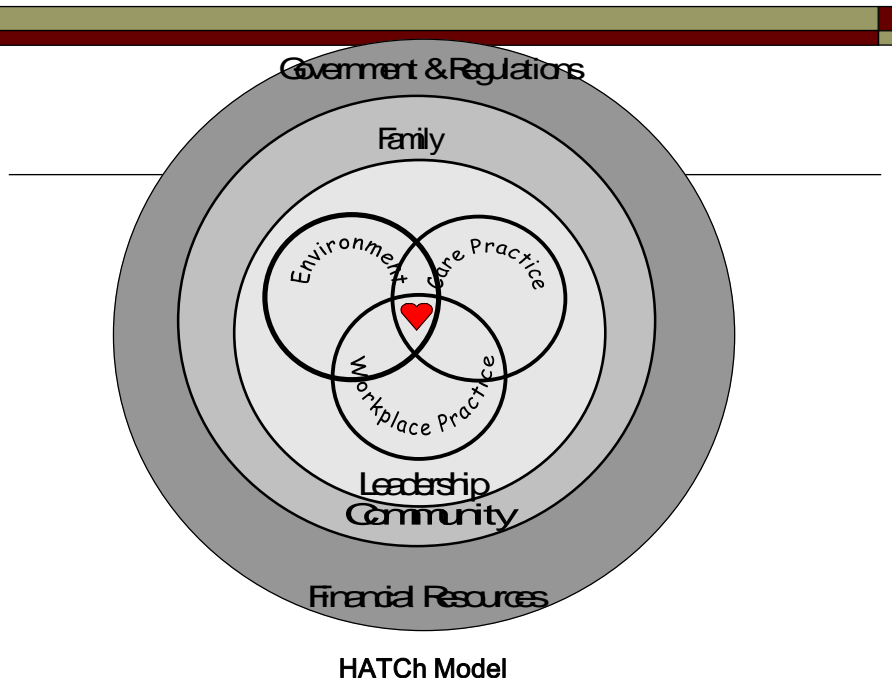 Government & Regulations
Family
Environment
Care Practice
Workplace Practice
Leadership
Community
Financial Resources
HATCh Model